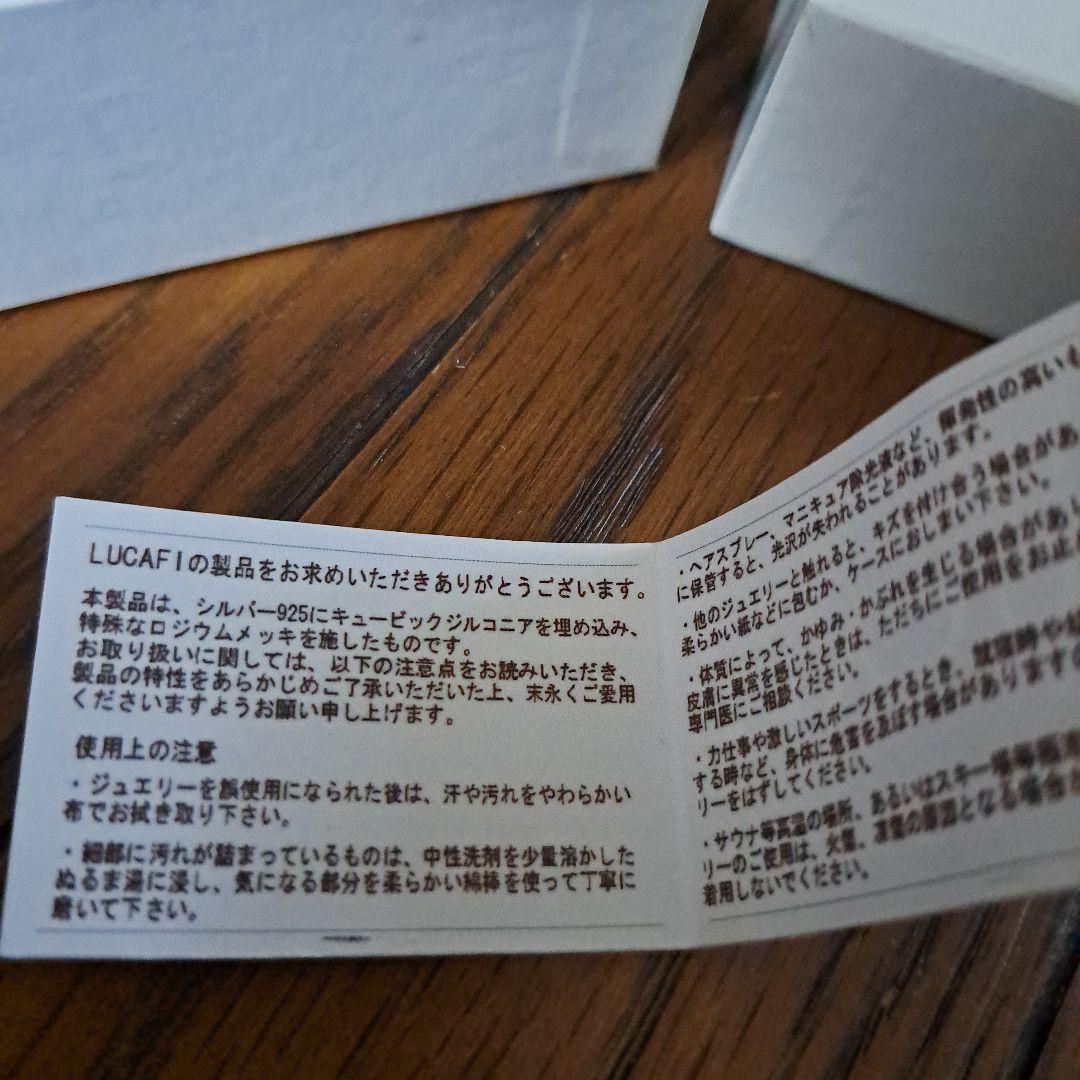 LUCAFIの製品をお求めいただきありがとうございます。
本製品は、シルバー925にキュービックジルコニアを埋め込み、
特殊なロジウムメッキを施したものです。
お取り扱いに関しては、以下の注意点をお読みいただき、
製品の特性をあらかじめご了承いただいた上、末永くご愛用
くださいますようお願い申し上げます。
使用上の注意
・ジュエリーを誤使用になられた後は、汗や汚れをやわらかい
布でお拭き取り下さい。
・細部に汚れが詰まっているものは、中性洗剤を少量溶かした
ぬるま湯に浸し、気になる部分を柔らかい綿棒を使って丁寧に
磨いて下さい。
・ヘアスプレー、マニキュア除光液など、揮発性の高いも
に保管すると、光沢が失われることがあります。
・他のジュエリーと触れると、キズを付け合う場合があ
柔らかい紙などに包むか、ケースにおしまい下さい。
・体質によって、かゆみ・かぶれを生じる場合があ
皮膚に異常を感じたときは、ただちにご使用をお止
専門医にご相談ください。
・力仕事や激しいスポーツをするとき、就寝時や
する時など、身体に危害を及ぼす場合があります
リーをはずしてください。
・サウナ等高温の場所、あるいはスキー場等極
リーのご使用は、火傷、凍傷の原因となる場合が
着用しないでください。